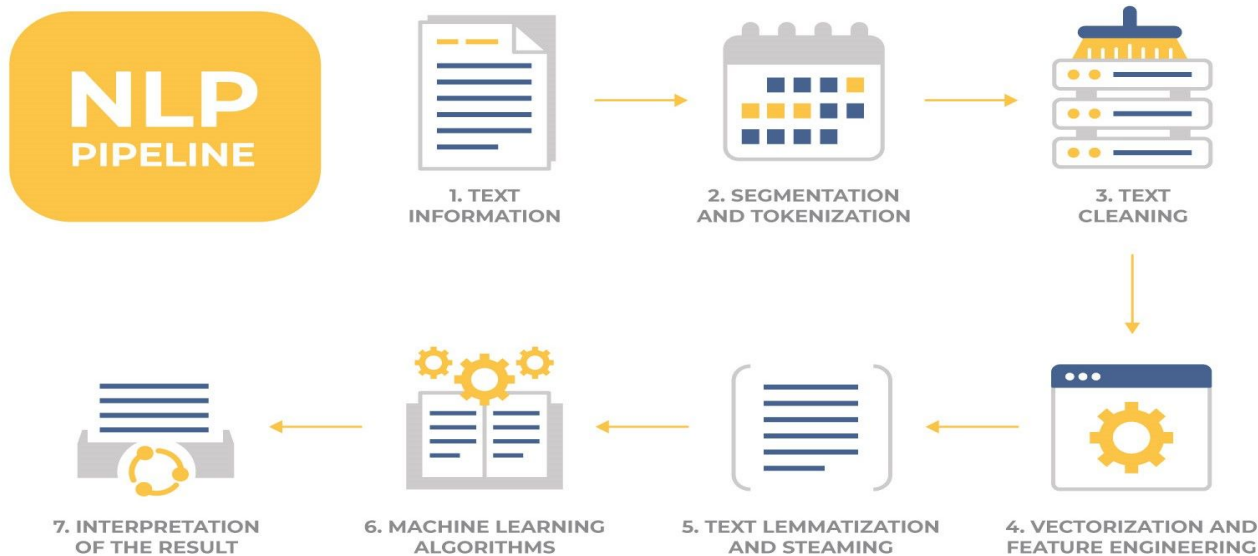 NLP
PIPELINE
1. TEXT
INFORMATION
2. SEGMENTATION
AND TOKENIZATION
3. TEXT
CLEANING
4. VECTORIZATION AND
FEATURE ENGINEERING
5. TEXT LEMMATIZATION
AND STEAMING
6. MACHINE LEARNING
ALGORITHMS
7. INTERPRETATION
OF THE RESULT